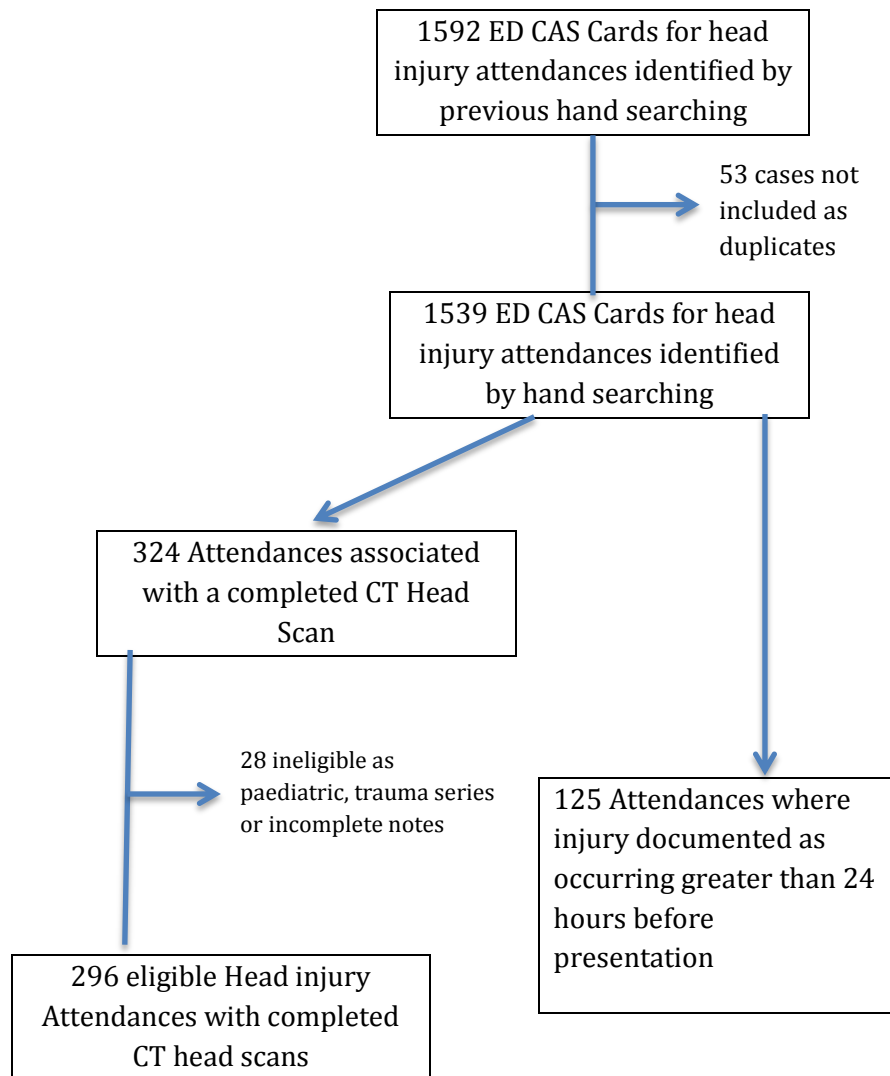 1592 ED CAS Cards for head
injury attendances identified by
previous hand searching
53 cases not
included as
duplicates
1539 ED CAS Cards for head
injury attendances identified
by hand searching
324 Attendances associated
with a completed CT Head
Scan
28 ineligible as
paediatric, trauma series
or incomplete notes
125 Attendances where
injury documented as
occurring greater than 24
hours before
presentation
296 eligible Head injury
Attendances with completed
CT head scans